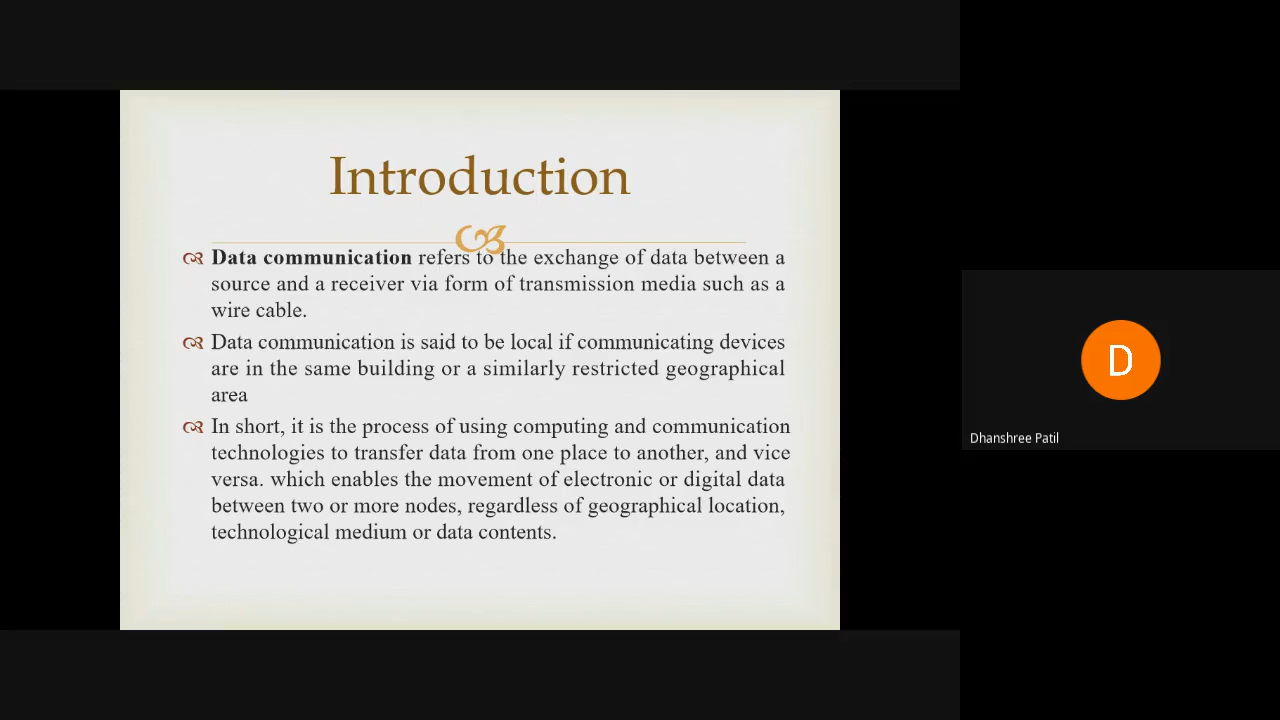 Introduction
Data communication refers to the exchange of data between a
source and a receiver via form of transmission media such as a
wire cable.
Data communication is said to be local if communicating devices
are in the same building or a similarly restricted geographical
area
In short, it is the process of using computing and communication
technologies to transfer data from one place to another, and vice
versa. which enables the movement of electronic or digital data
between two or more nodes, regardless of geographical location,
technological medium or data contents.
D
Dhanshree Patil